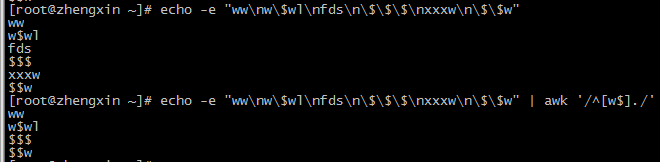 [root@zhengxin ~]# echo -e "ww\nw\$wl\nfds\n\$\$\$\nxxxw\n\$\$w"
ww
w$wl
fds
$$$
xxxw
$$w
[root@zhengxin ~]# echo -e "ww\nw\$wl\nfds\n\$\$\$\nxxxw\n\$\$w" | awk '/^[w$]./'
ww
w$wl
$$$
$$w